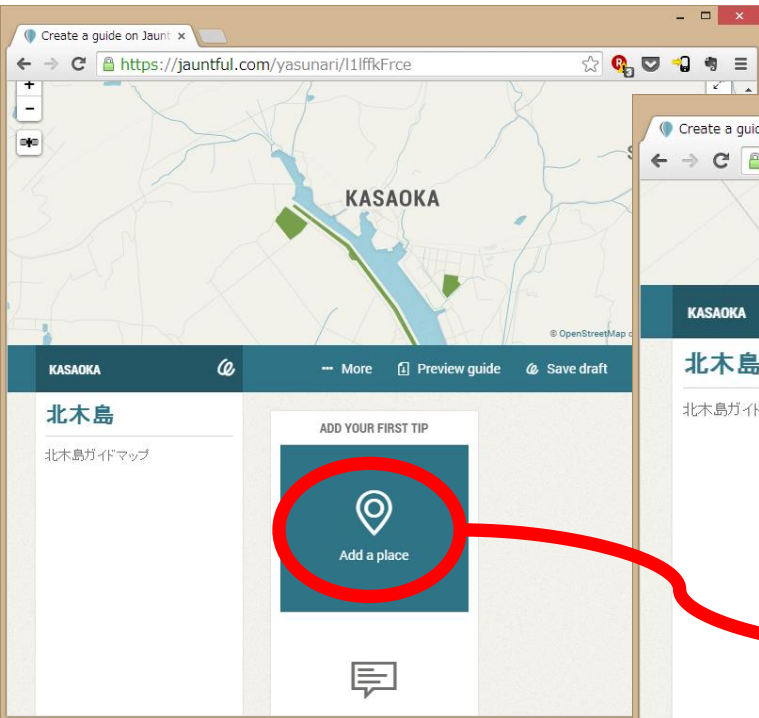 Create a guide on Jaunt
https://jauntful.com/yasunari/l1lffkFrce
KASAOKA
© OpenStreetMap
KASAOKA
More
Preview guide
Save draft
北木島
北木島ガイドマップ
ADD YOUR FIRST TIP
Add a place
Create a guid
KASAOKA
北木島
北木島ガイド